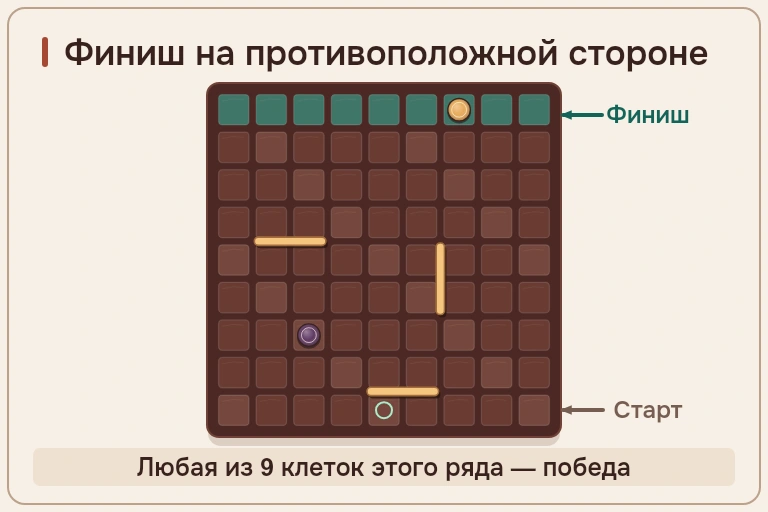 Финиш на противоположной стороне
Финиш
Старт
Любая из 9 клеток этого ряда — победа